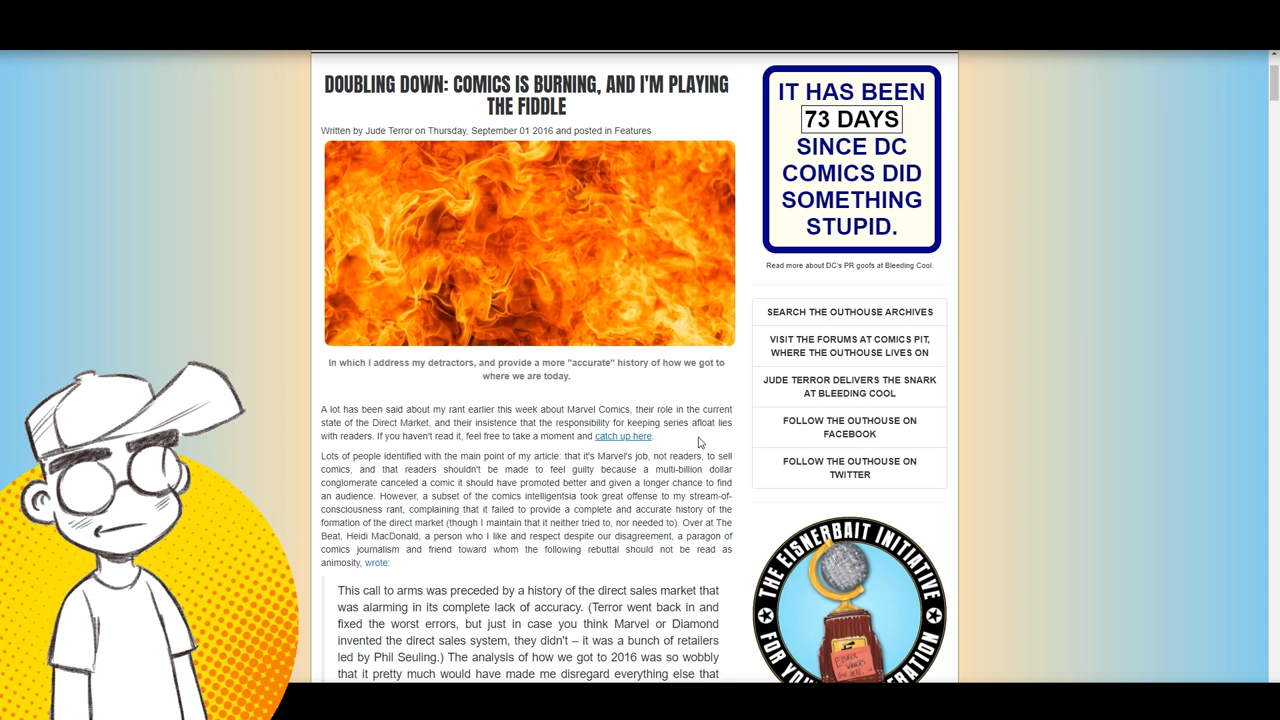 DOUBLING DOWN: COMICS IS BURNING, AND I'M PLAYING
THE FIDDLE
Written by Jude Terror on Thursday, September 01 2016 and posted in Features
In which I address my detractors, and provide a more "accurate" history of how we got to
where we are today.
A lot has been said about my rant earlier this week about Marvel Comics, their role in the current
state of the Direct Market, and their insistence that the responsibility for keeping series afloat lies
with readers. If you haven't read it, feel free to take a moment and catch up here.
Lots of people identified with the main point of my article: that it's Marvel's job, not readers, to sell
comics, and that readers shouldn't be made to feel guilty because a multi-billion dollar
conglomerate canceled a comic it should have promoted better and given a longer chance to find
an audience. However, a subset of the comics intelligentsia took great offense to my stream-of-
consciousness rant, complaining that it failed to provide a complete and accurate history of the
formation of the direct market (though I maintain that it neither tried to, nor needed to). Over at The
Beat, Heidi MacDonald, a person who I like and respect despite our disagreement, a paragon of
comics journalism and friend toward whom the following rebuttal should not be read as
animosity, wrote:
This call to arms was preceded by a history of the direct sales market that
was alarming in its complete lack of accuracy. (Terror went back in and
fixed the worst errors, but just in case you think Marvel or Diamond
invented the direct sales system, they didn't – it was a bunch of retailers
led by Phil Seuling.) The analysis of how we got to 2016 was so wobbly
that it pretty much would have made me disregard everything else that
IT HAS BEEN
73 DAYS
SINCE DC
COMICS DID
SOMETHING
STUPID.
Read more about DC's PR goofs at Bleeding Cool.
SEARCH THE OUTHOUSE ARCHIVES
VISIT THE FORUMS AT COMICS PIT,
WHERE THE OUTHOUSE LIVES ON
JUDE TERROR DELIVERS THE SNARK
AT BLEEDING COOL
FOLLOW THE OUTHOUSE ON
FACEBOOK
FOLLOW THE OUTHOUSE ON
TWITTER
THE EISNERBAIT INITIATIVE